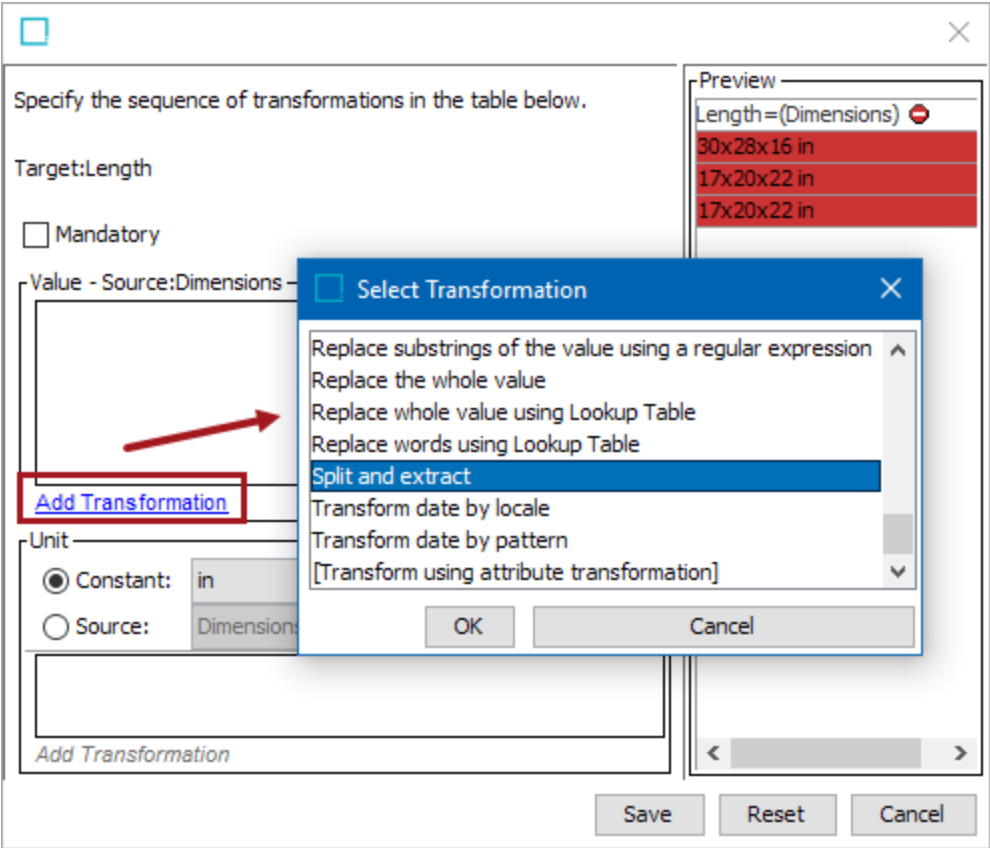 Specify the sequence of transformations in the table below.
Target:Length
Mandatory
Value - Source:Dimensions
Add Transformation
Unit
Constant:
in
Source:
Dimensions
Add Transformation
Preview
Length=(Dimensions)
30x28x16 in
17x20x22 in
17x20x22 in
Select Transformation
Replace substrings of the value using a regular expression
Replace the whole value
Replace whole value using Lookup Table
Replace words using Lookup Table
Split and extract
Transform date by locale
Transform date by pattern
[Transform using attribute transformation]
OK
Cancel
Save
Reset
Cancel